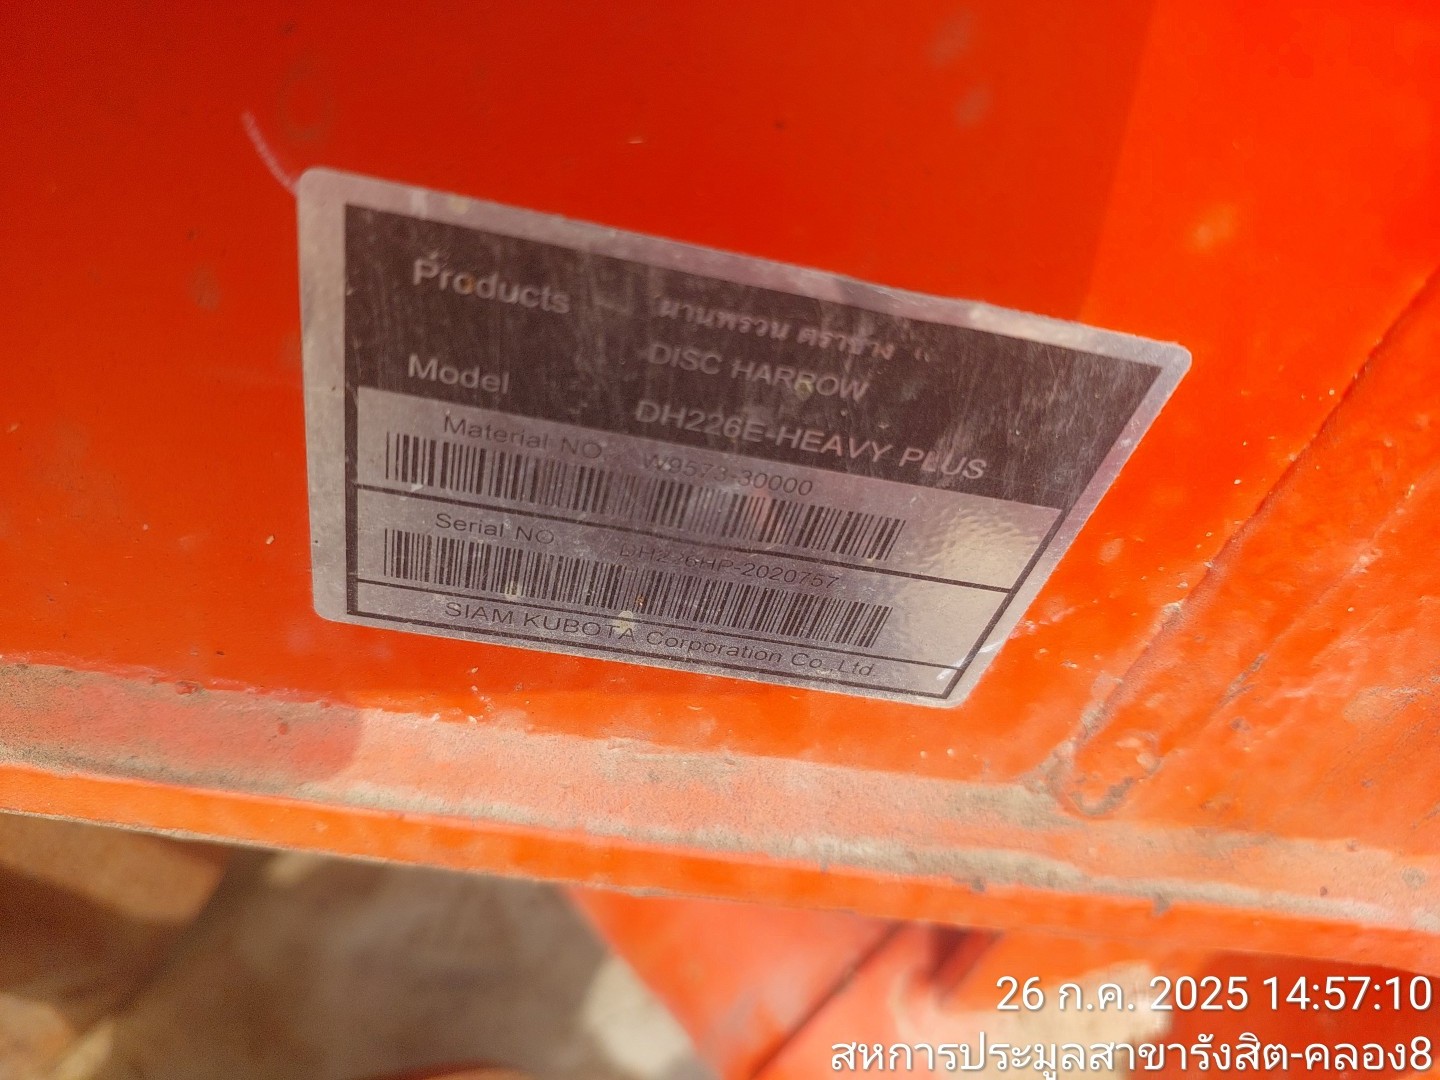 Products ผานพรวน ตราช้าง
DISC HARROW
Model DH226E-HEAVY PLUS
Material NO. W9573-30000
Serial NO. DH226HP-2020757
SIAM KUBOTA Corporation Co.,Ltd.
26 ก.ค. 2025 14:57:10
สหการประมูลสาขารังสิต-คลอง8